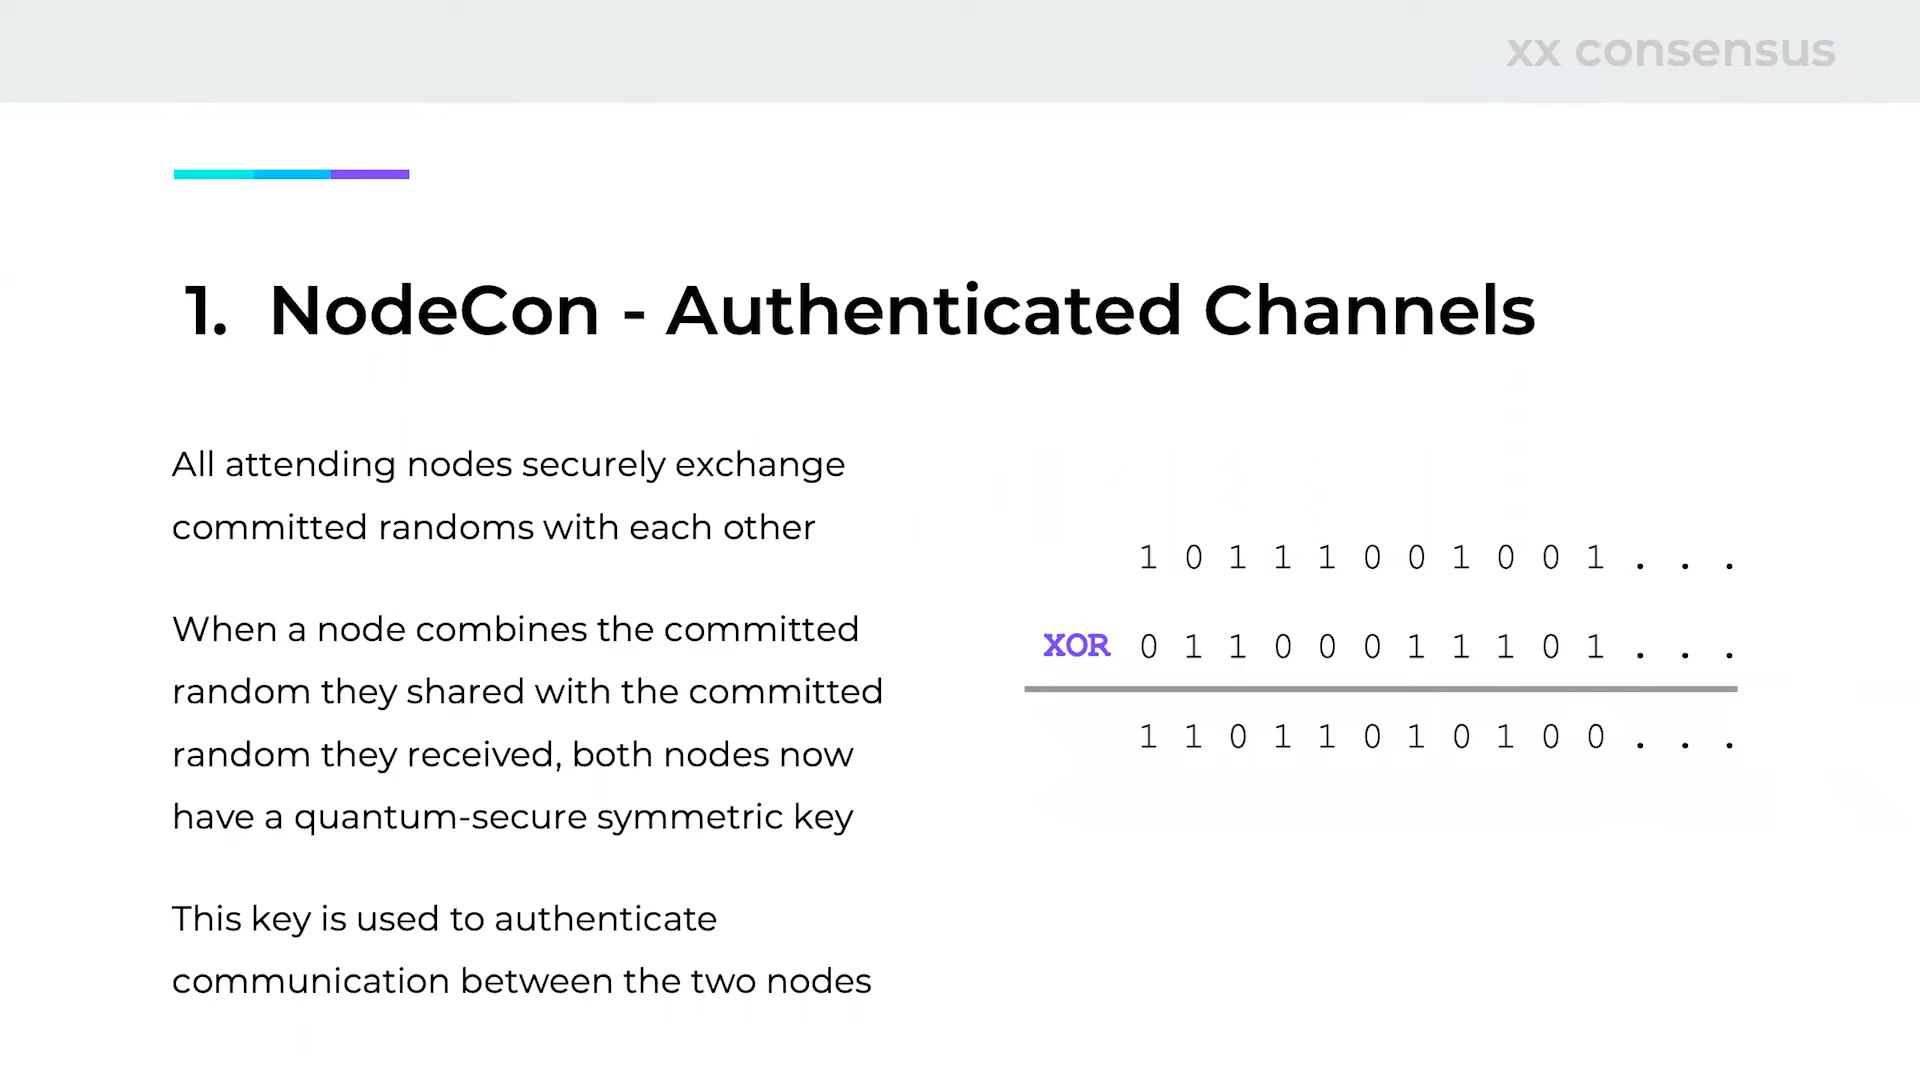 xx consensus
1. NodeCon - Authenticated Channels
All attending nodes securely exchange
committed randoms with each other
When a node combines the committed
random they shared with the committed
random they received, both nodes now
have a quantum-secure symmetric key
This key is used to authenticate
communication between the two nodes
1 0 1 1 1 0 0 1 0 0 1 . . .
XOR 0 1 1 0 0 0 1 1 1 0 1 . . .
1 1 0 1 1 0 1 0 1 0 0 . . .